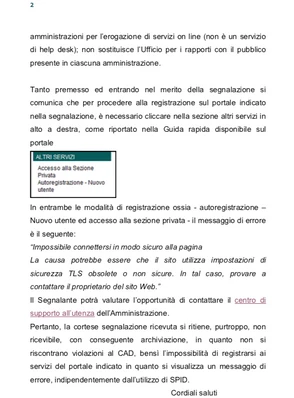 2
amministrazioni per l'erogazione di servizi on line (non è un servizio
di help desk); non sostituisce l'Ufficio per i rapporti con il pubblico
presente in ciascuna amministrazione.
Tanto premesso ed entrando nel merito della segnalazione si
comunica che per procedere alla registrazione sul portale indicato
nella segnalazione, è necessario cliccare nella sezione altri servizi in
alto a destra, come riportato nella Guida rapida disponibile sul
portale
ALTRI SERVIZI
Accesso alla Sezione
Privata
Autoregistrazione - Nuovo
utente
In entrambe le modalità di registrazione ossia - autoregistrazione –
Nuovo utente ed accesso alla sezione privata - il messaggio di errore
è il seguente:
“Impossibile connettersi in modo sicuro alla pagina
La causa potrebbe essere che il sito utilizza impostazioni di
sicurezza TLS obsolete o non sicure. In tal caso, provare a
contattare il proprietario del sito Web.”
Il Segnalante potrà valutare l'opportunità di contattare il centro di
supporto all'utenza dell'Amministrazione.
Pertanto, la cortese segnalazione ricevuta si ritiene, purtroppo, non
ricevibile, con conseguente archiviazione, in quanto non si
riscontrano violazioni al CAD, bensì l'impossibilità di registrarsi ai
servizi del portale indicato in quanto si visualizza un messaggio di
errore, indipendentemente dall'utilizzo di SPID.
Cordiali saluti